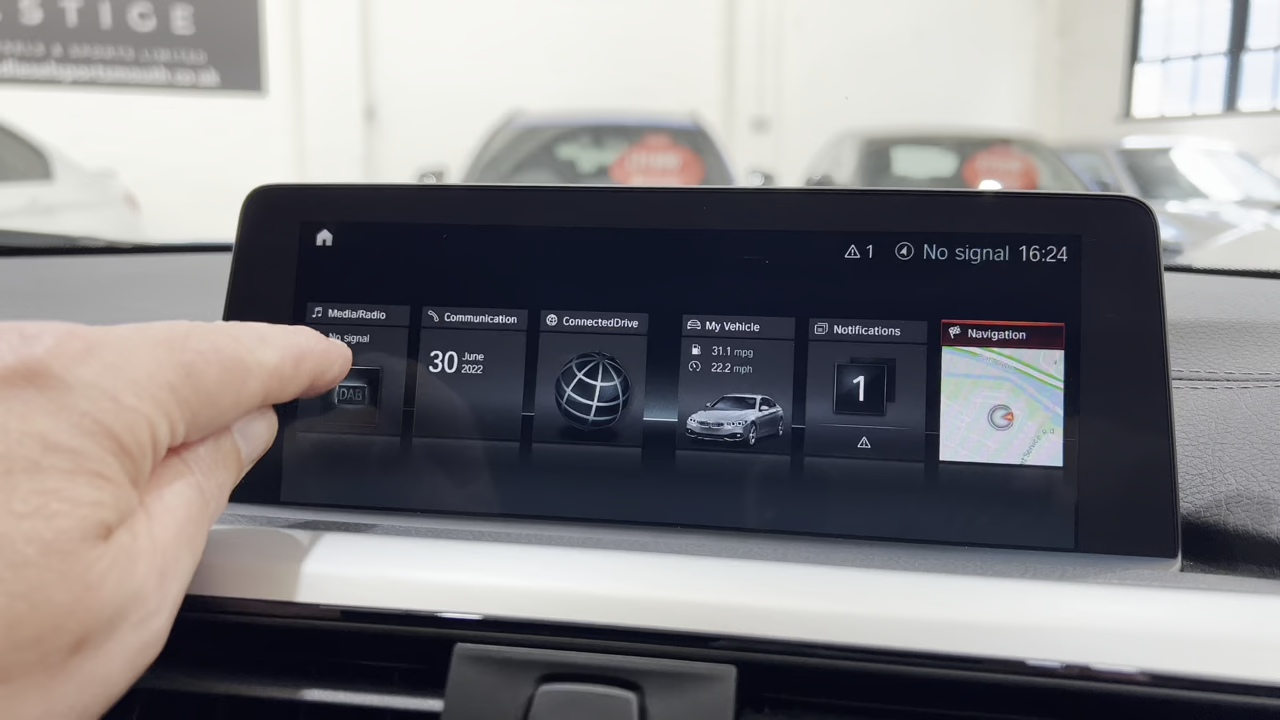 STIGE
1
No signal
16:24
Media/Radio
No signal
DAB
Communication
30 June
2022
ConnectedDrive
My Vehicle
31.1 mpg
22.2 mph
Notifications
1
Navigation